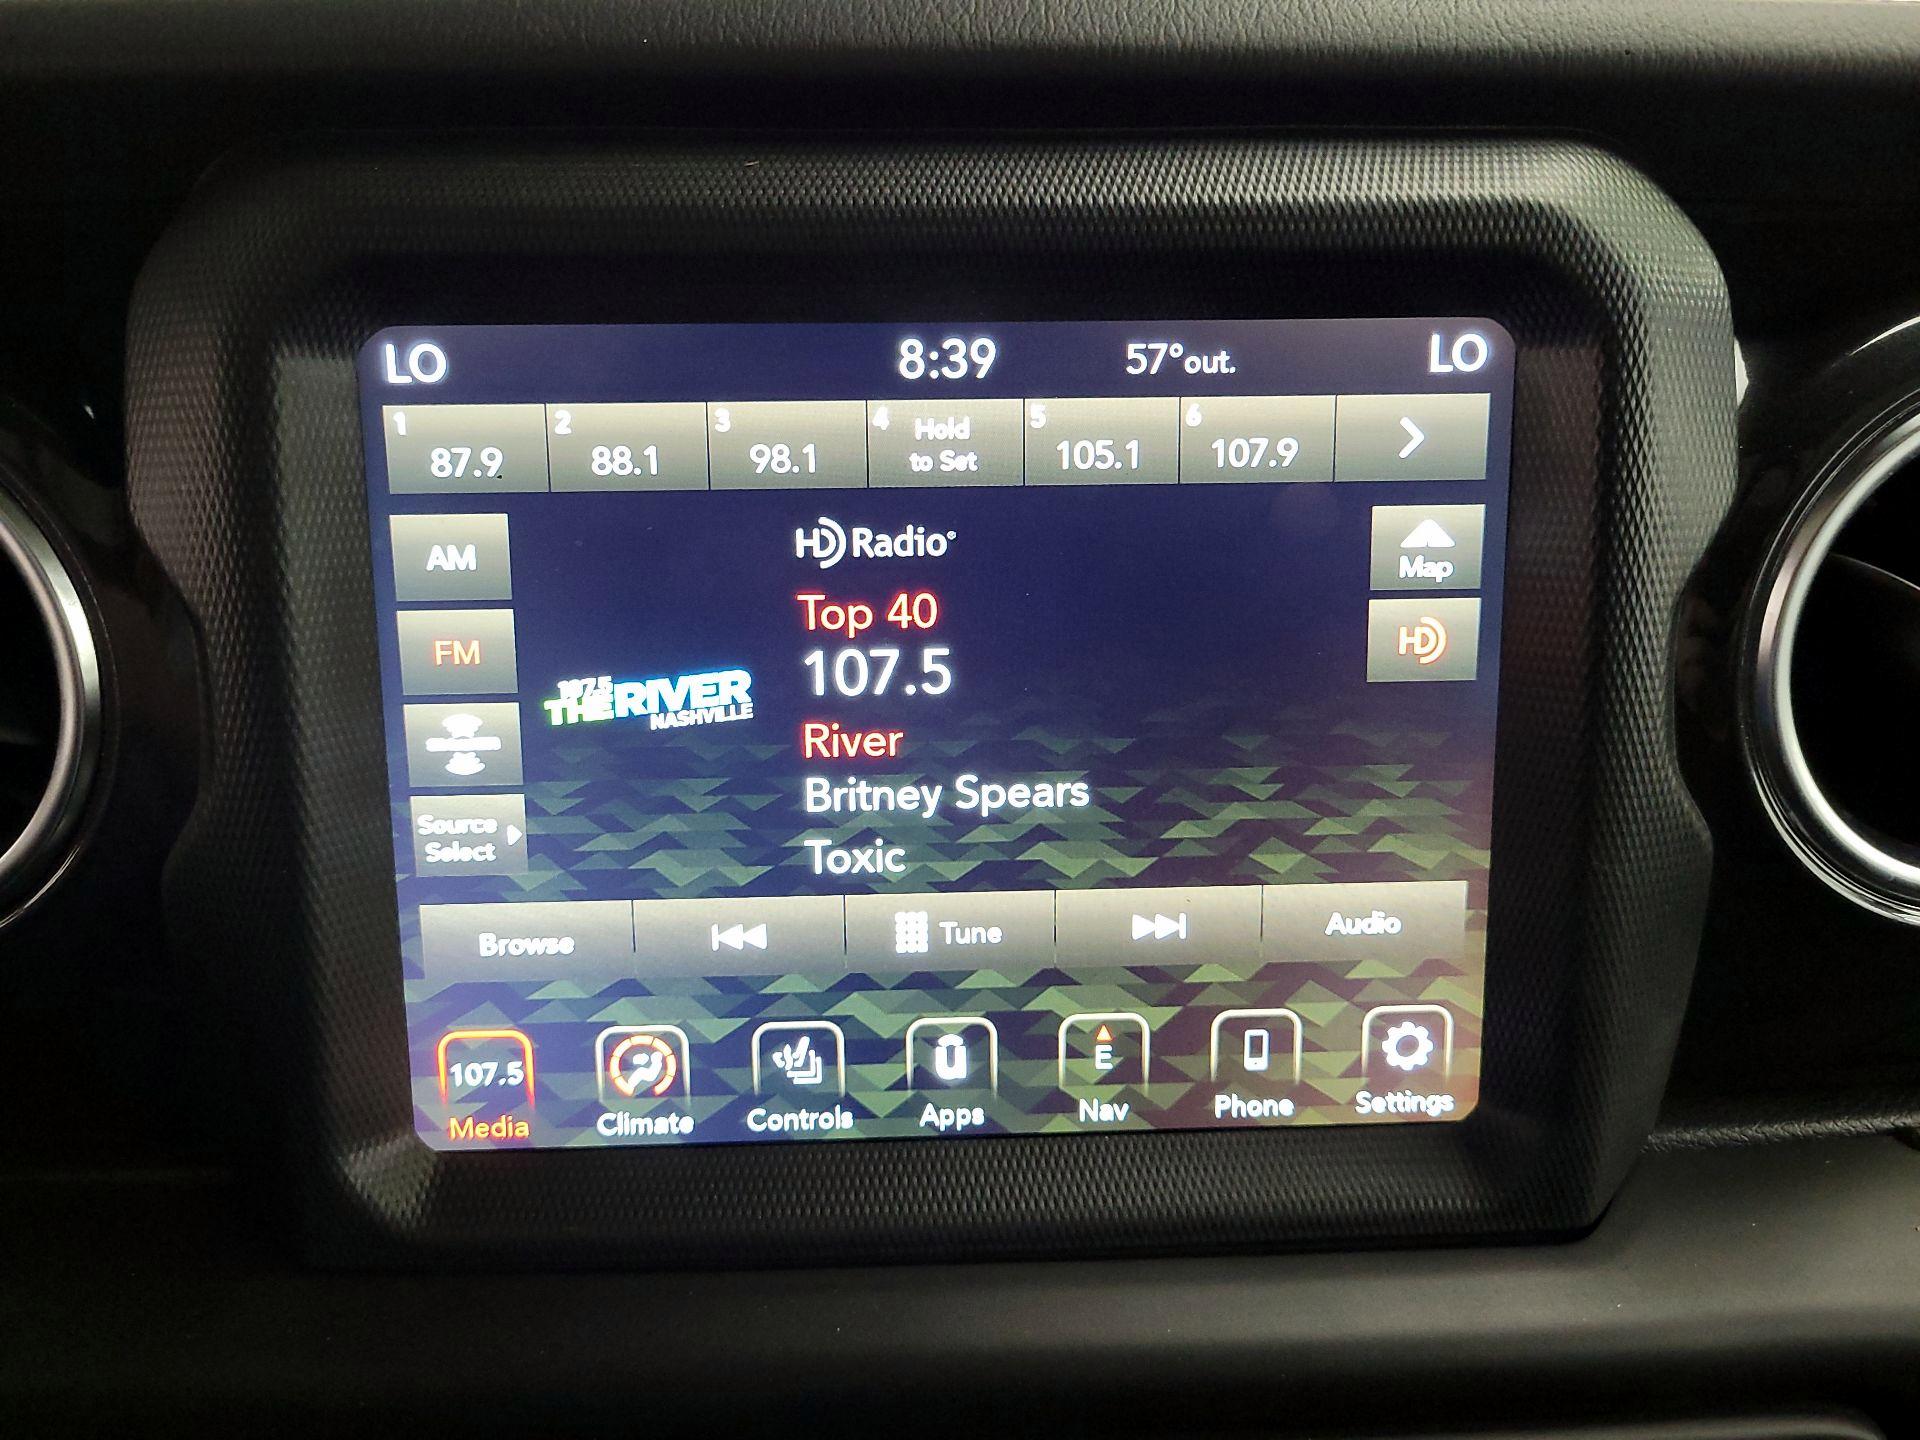 LO 8:39 57°out. LO
1 87.9 2 88.1 3 98.1 4 Hold to Set 5 105.1 6 107.9
HD Radio®
AM
Map
Top 40
FM
107.5
HD
107.5
THE RIVER
NASHVILLE
River
Britney Spears
Source
Select
Toxic
Browse Tune Audio
107.5 E
Media Climate Controls Apps Nav Phone Settings